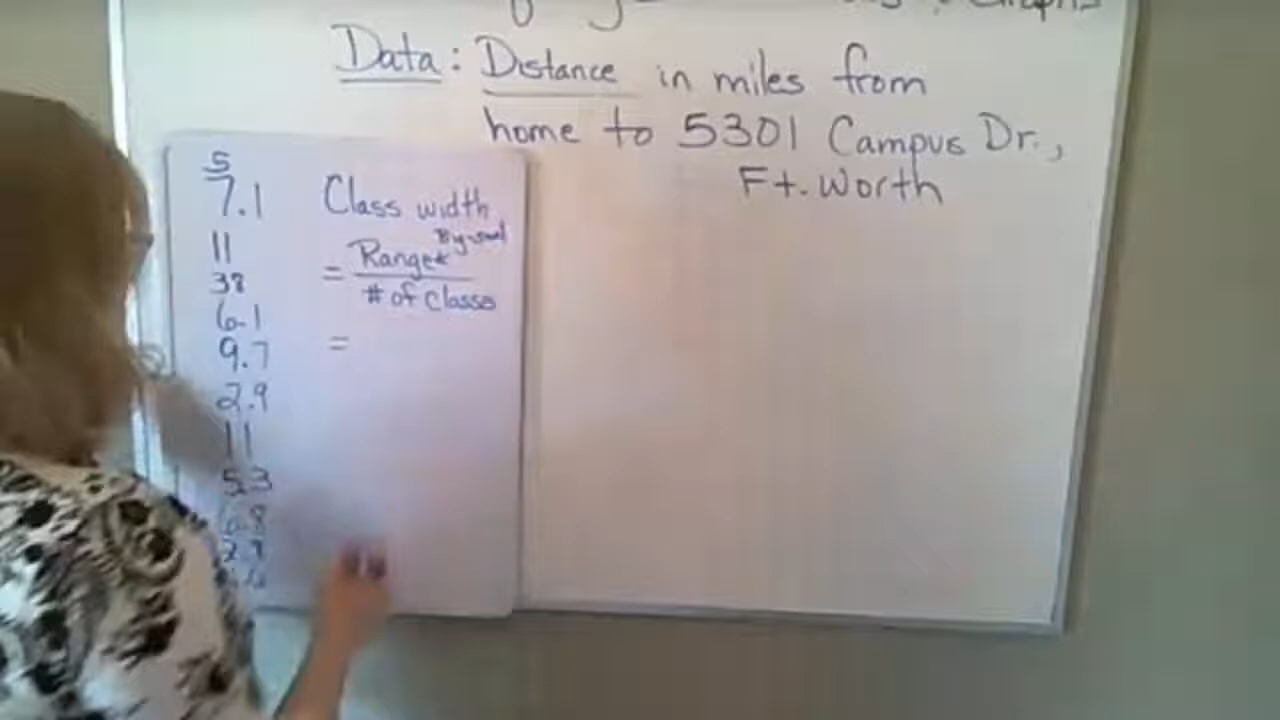 Graphs
Data: Distance in miles from
home to 5301 Campus Dr.,
Ft. Worth
5
7.1
11
38
6.1
9.7
2.9
11
5.3
6.8
Class width
= Range*
# of Classes
=